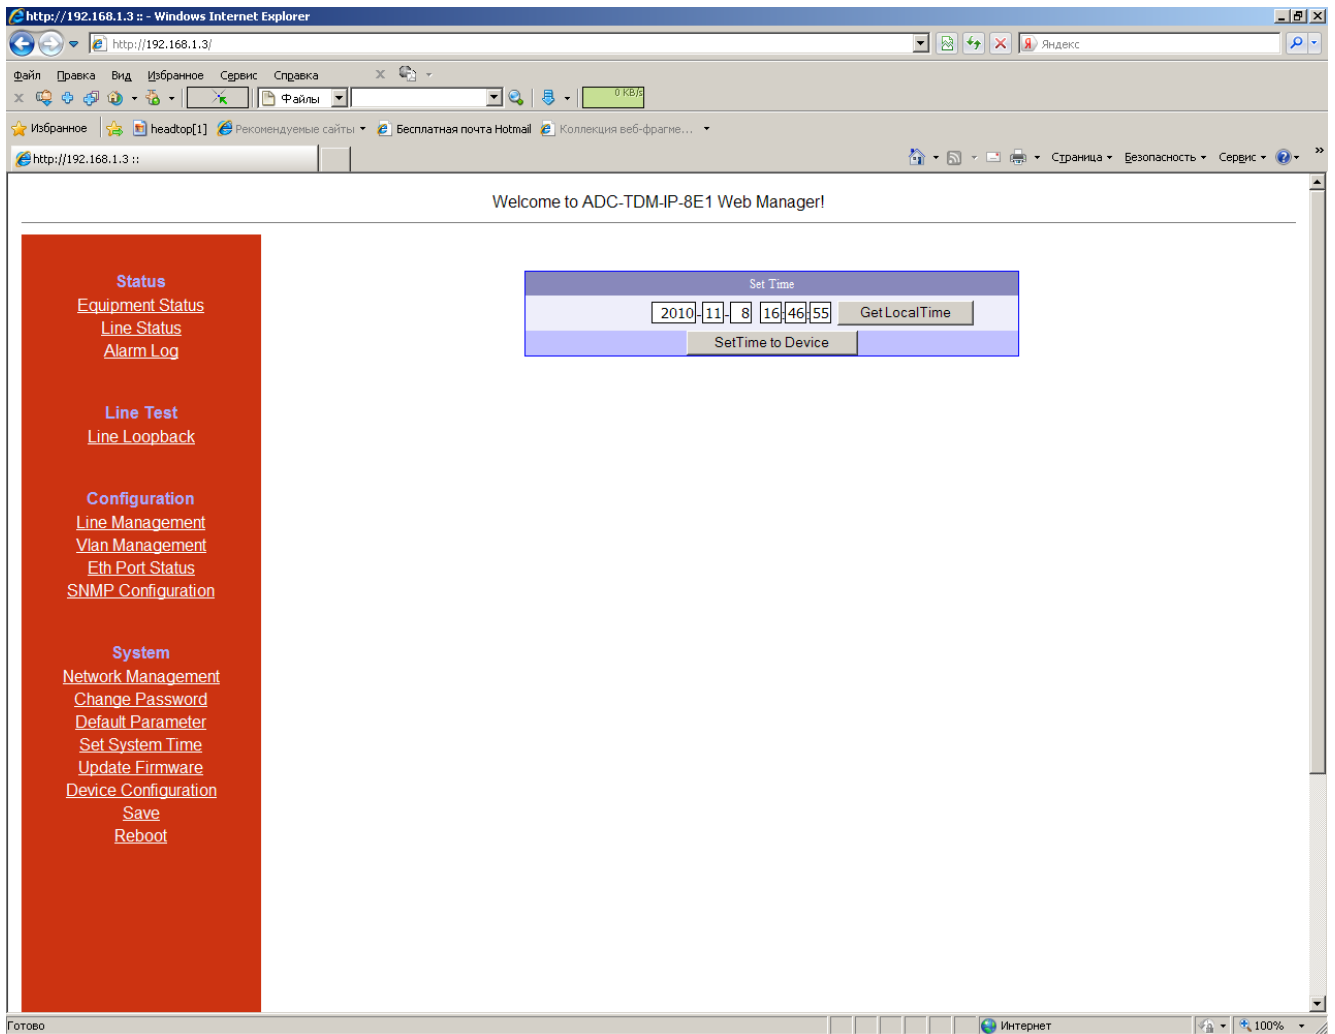 http://192.168.1.3 :: - Windows Internet Explorer
http://192.168.1.3/
Яндекс
Файл Правка Вид Избранное Сервис Справка
Файлы
0 KB/s
Избранное headtop[1] Рекомендуемые сайты Бесплатная почта Hotmail Коллекция веб-фрагме...
http://192.168.1.3 ::
Страница Безопасность Сервис
Welcome to ADC-TDM-IP-8E1 Web Manager!
Status
Equipment Status
Line Status
Alarm Log
Line Test
Line Loopback
Configuration
Line Management
Vlan Management
Eth Port Status
SNMP Configuration
System
Network Management
Change Password
Default Parameter
Set System Time
Update Firmware
Device Configuration
Save
Reboot
Set Time
2010-11-8 16:46:55 Get LocalTime
SetTime to Device
Готово
Интернет
100%